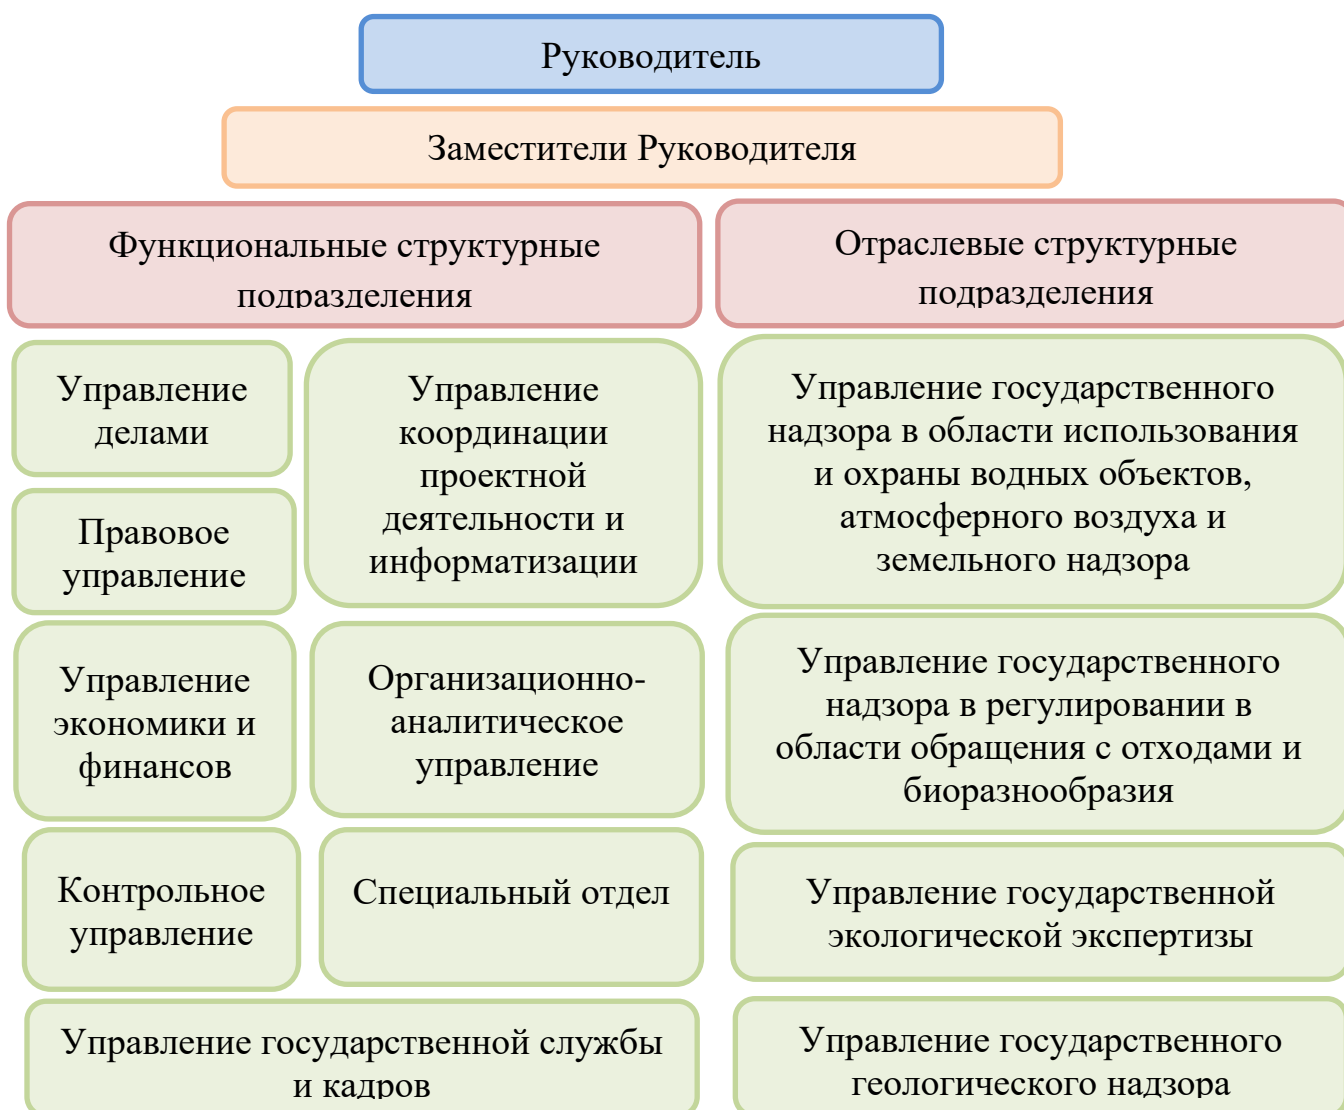 Руководитель
Заместители Руководителя
Функциональные структурные
подразделения
Отраслевые структурные
подразделения
Управление
делами
Управление
координации
проектной
деятельности и
информатизации
Управление государственного
надзора в области использования
и охраны водных объектов,
атмосферного воздуха и
земельного надзора
Правовое
управление
Управление
экономики и
финансов
Организационно-
аналитическое
управление
Управление государственного
надзора в регулировании в
области обращения с отходами и
биоразнообразия
Контрольное
управление
Специальный отдел
Управление государственной
экологической экспертизы
Управление государственной службы
и кадров
Управление государственного
геологического надзора